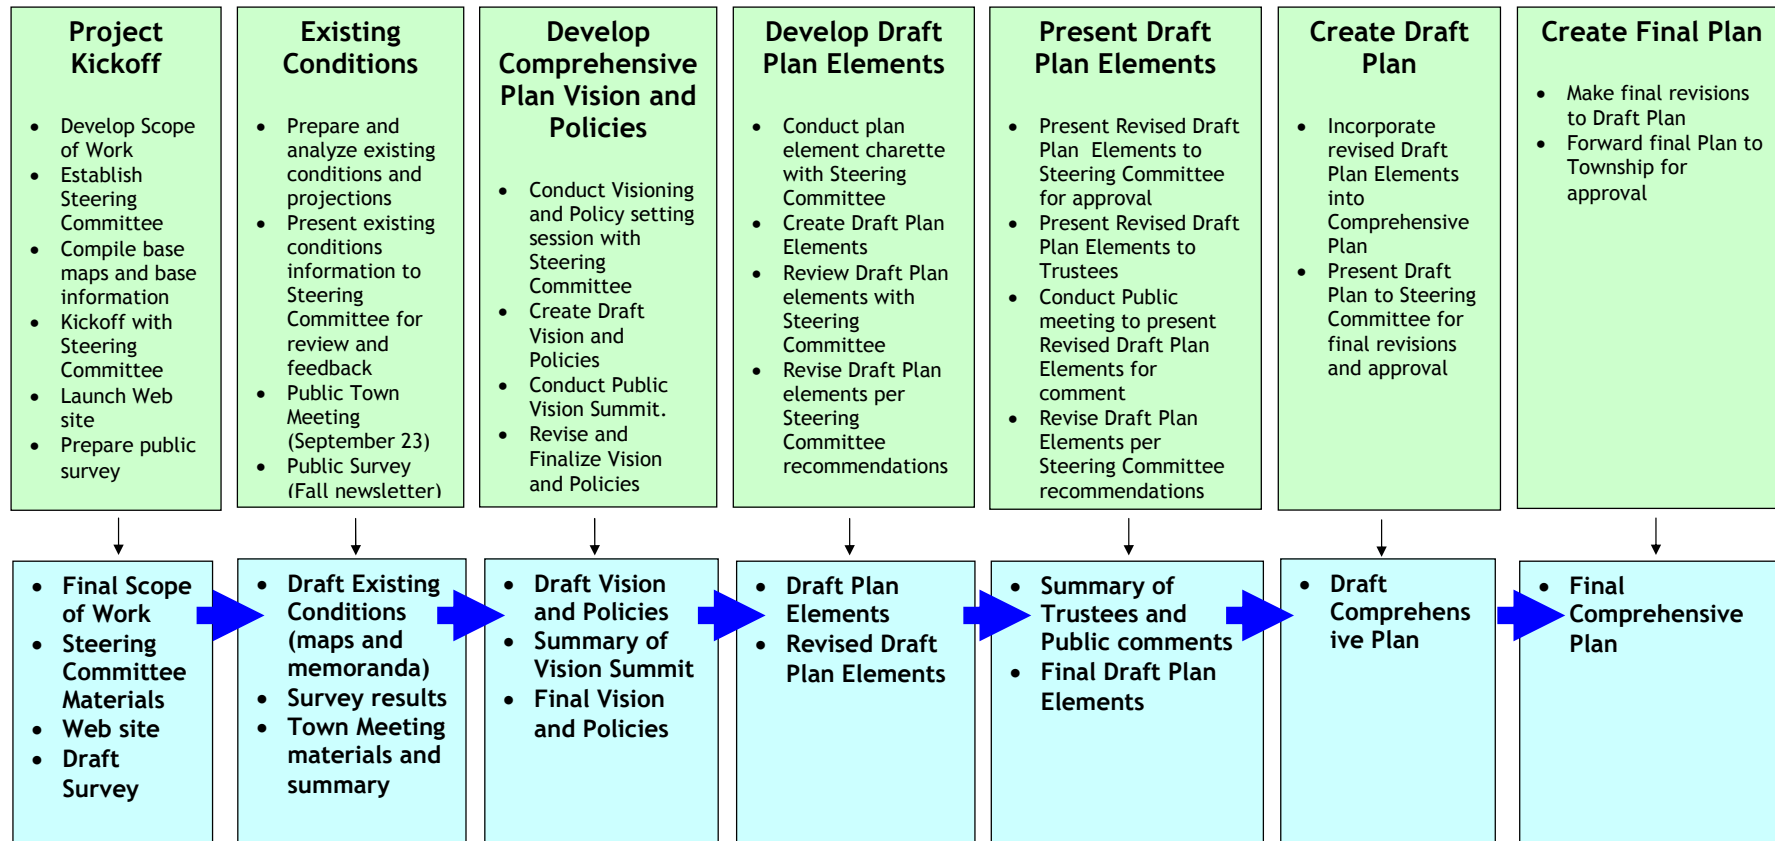 Project
Kickoff
• Develop Scope
of Work
• Establish
Steering
Committee
• Compile base
maps and base
information
• Kickoff with
Steering
Committee
• Launch Web
site
• Prepare public
survey
Existing
Conditions
• Prepare and
analyze existing
conditions and
projections
• Present existing
conditions
information to
Steering
Committee for
review and
feedback
• Public Town
Meeting
(September 23)
• Public Survey
(Fall newsletter)
Develop
Comprehensive
Plan Vision and
Policies
• Conduct Visioning
and Policy setting
session with
Steering
Committee
• Create Draft
Vision and
Policies
• Conduct Public
Vision Summit.
• Revise and
Finalize Vision
and Policies
Develop Draft
Plan Elements
• Conduct plan
element charette
with Steering
Committee
• Create Draft Plan
Elements
• Review Draft Plan
elements with
Steering
Committee
• Revise Draft Plan
elements per
Steering
Committee
recommendations
Present Draft
Plan Elements
• Present Revised Draft
Plan Elements to
Steering Committee
for approval
• Present Revised Draft
Plan Elements to
Trustees
• Conduct Public
meeting to present
Revised Draft Plan
Elements for
comment
• Revise Draft Plan
Elements per
Steering Committee
recommendations
Create Draft
Plan
• Incorporate
revised Draft
Plan Elements
into
Comprehensive
Plan
• Present Draft
Plan to Steering
Committee for
final revisions
and approval
Create Final Plan
• Make final revisions
to Draft Plan
• Forward final Plan to
Township for
approval
• Final Scope
of Work
• Steering
Committee
Materials
• Web site
• Draft
Survey
• Draft Existing
Conditions
(maps and
memoranda)
• Survey results
• Town Meeting
materials and
summary
• Draft Vision
and Policies
• Summary of
Vision Summit
• Final Vision
and Policies
• Draft Plan
Elements
• Revised Draft
Plan Elements
• Summary of
Trustees and
Public comments
• Final Draft Plan
Elements
• Draft
Comprehens
ive Plan
• Final
Comprehensive
Plan